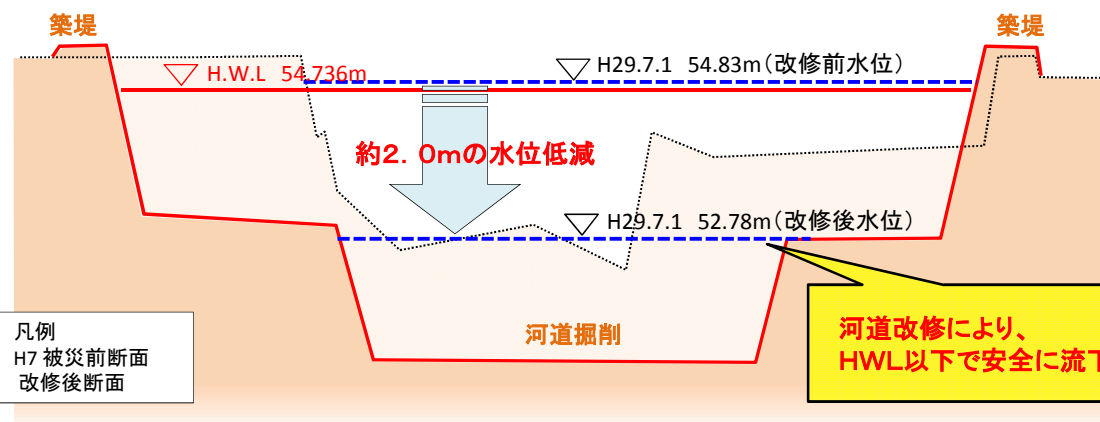 築堤
築堤
H.W.L 54.736m
H29.7.1 54.83m(改修前水位)
約2.0mの水位低減
H29.7.1 52.78m(改修後水位)
河道掘削
河道改修により、
HWL以下で安全に流下
凡例
H7 被災前断面
改修後断面